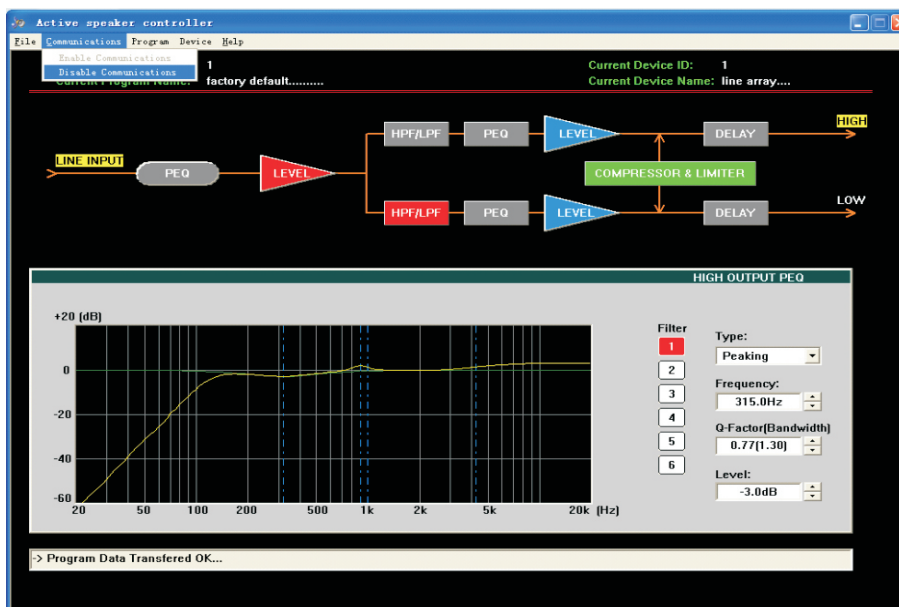 Active speaker controller
File Communications Program Device Help
Enable Communications
Disable Communications
1
Current Device ID: 1
Current Program Name: factory default..........
Current Device Name: line array....
HPF/LPF PEQ LEVEL DELAY HIGH
LINE INPUT PEQ LEVEL COMPRESSOR & LIMITER
HPF/LPF PEQ LEVEL DELAY LOW
HIGH OUTPUT PEQ
+20 (dB)
0
-20
-40
-60
20 50 100 200 500 1k 2k 5k 20k (Hz)
Filter
1
2
3
4
5
6
Type:
Peaking
Frequency:
315.0Hz
Q-Factor(Bandwidth)
0.77(1.30)
Level:
-3.0dB
-> Program Data Transfered OK...